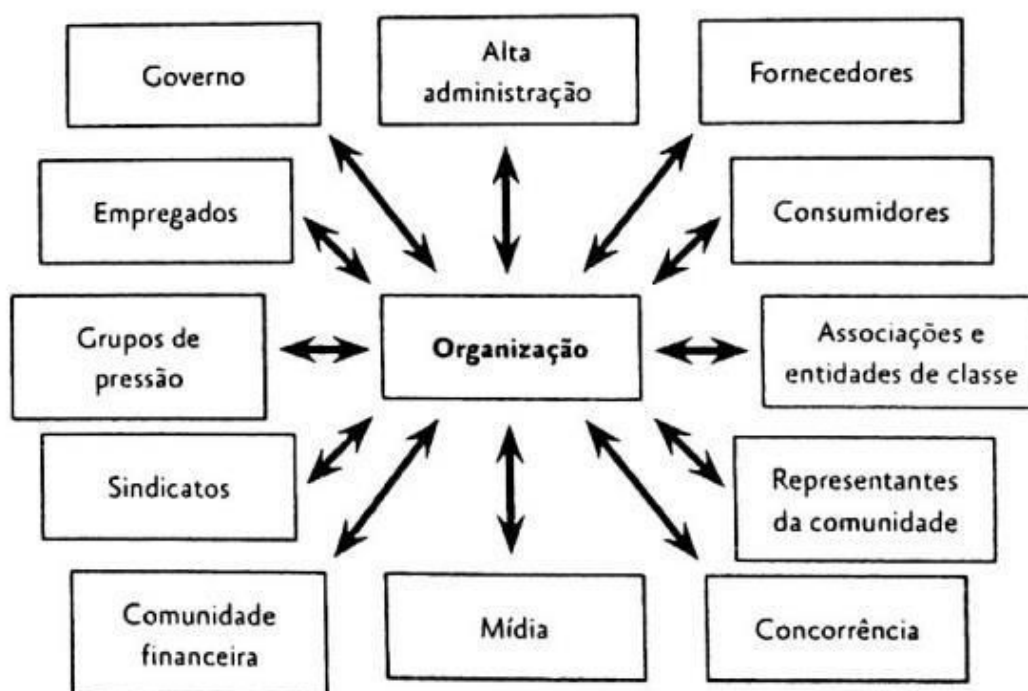 Governo
Alta
administração
Fornecedores
Empregados
Consumidores
Grupos de
pressão
Organização
Associações e
entidades de classe
Sindicatos
Representantes
da comunidade
Comunidade
financeira
Mídia
Concorrência